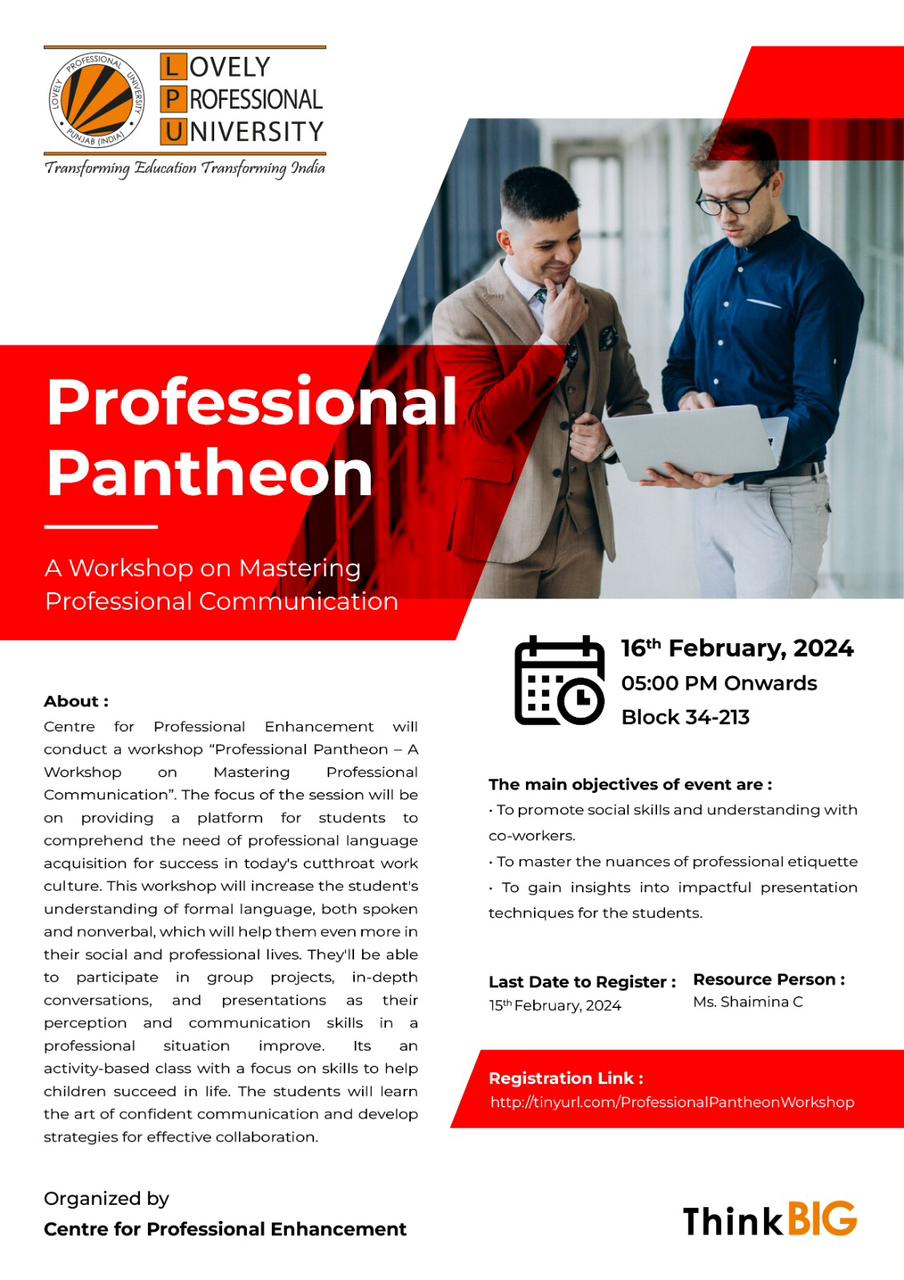 LOVELY PROFESSIONAL UNIVERSITY
PUNJAB (INDIA)
LOVELY
PROFESSIONAL
UNIVERSITY
Transforming Education Transforming India
Professional
Pantheon
A Workshop on Mastering
Professional Communication
16th February, 2024
05:00 PM Onwards
Block 34-213
About :
Centre for Professional Enhancement will
conduct a workshop “Professional Pantheon – A
Workshop on Mastering Professional
Communication”. The focus of the session will be
on providing a platform for students to
comprehend the need of professional language
acquisition for success in today's cutthroat work
culture. This workshop will increase the student's
understanding of formal language, both spoken
and nonverbal, which will help them even more in
their social and professional lives. They'll be able
to participate in group projects, in-depth
conversations, and presentations as their
perception and communication skills in a
professional situation improve. Its an
activity-based class with a focus on skills to help
children succeed in life. The students will learn
the art of confident communication and develop
strategies for effective collaboration.
The main objectives of event are :
• To promote social skills and understanding with
co-workers.
• To master the nuances of professional etiquette
• To gain insights into impactful presentation
techniques for the students.
Last Date to Register :
15th February, 2024
Resource Person :
Ms. Shaimina C
Registration Link :
http://tinyurl.com/ProfessionalPantheonWorkshop
Organized by
Centre for Professional Enhancement
ThinkBIG